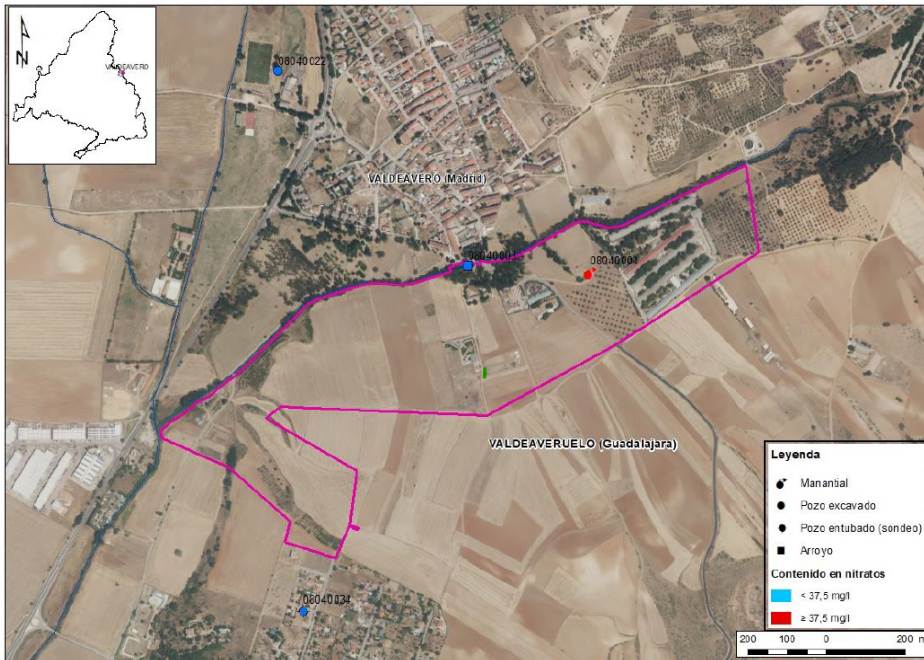 N
VALDEAVERO
08040022
VALDEAVERO (Madrid)
08040001
VALDEAVERUELO (Guadalajara)
08040034
Leyenda
Manantial
Pozo excavado
Pozo entubado (sondeo)
Arroyo
Contenido en nitratos
< 37,5 mg/l
≥ 37,5 mg/l
200 100 0 200 m